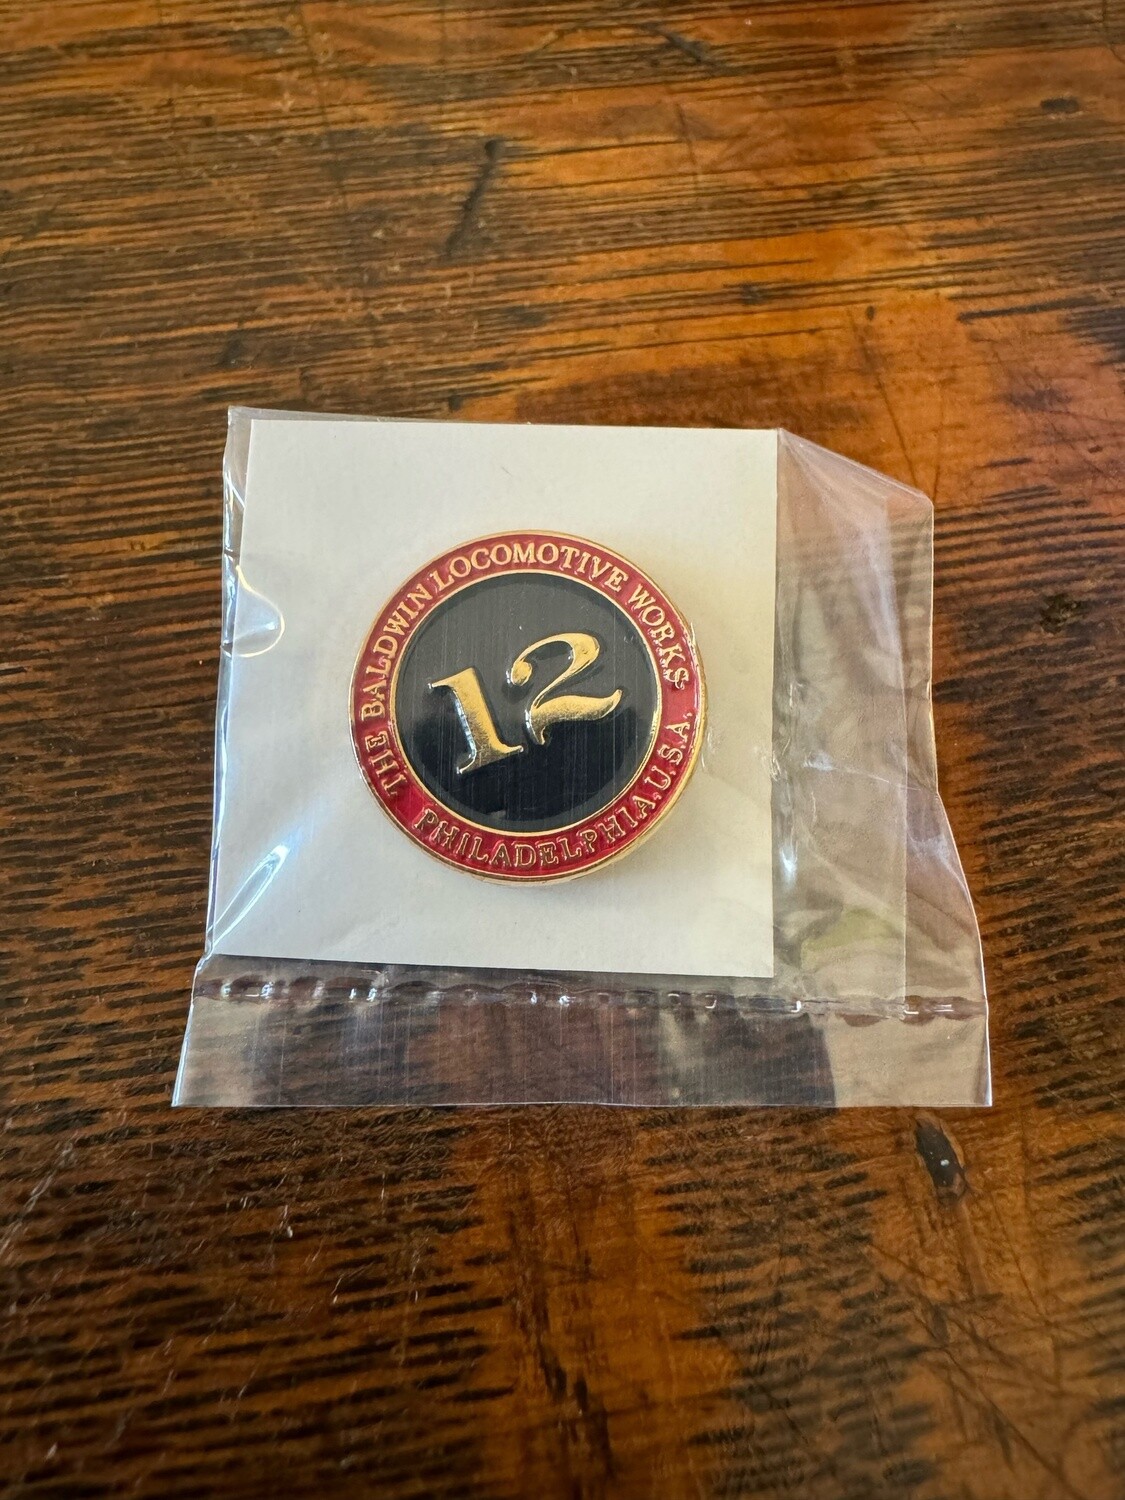 THE BALDWIN LOCOMOTIVE WORKS
12
PHILADELPHIA.U.S.A.